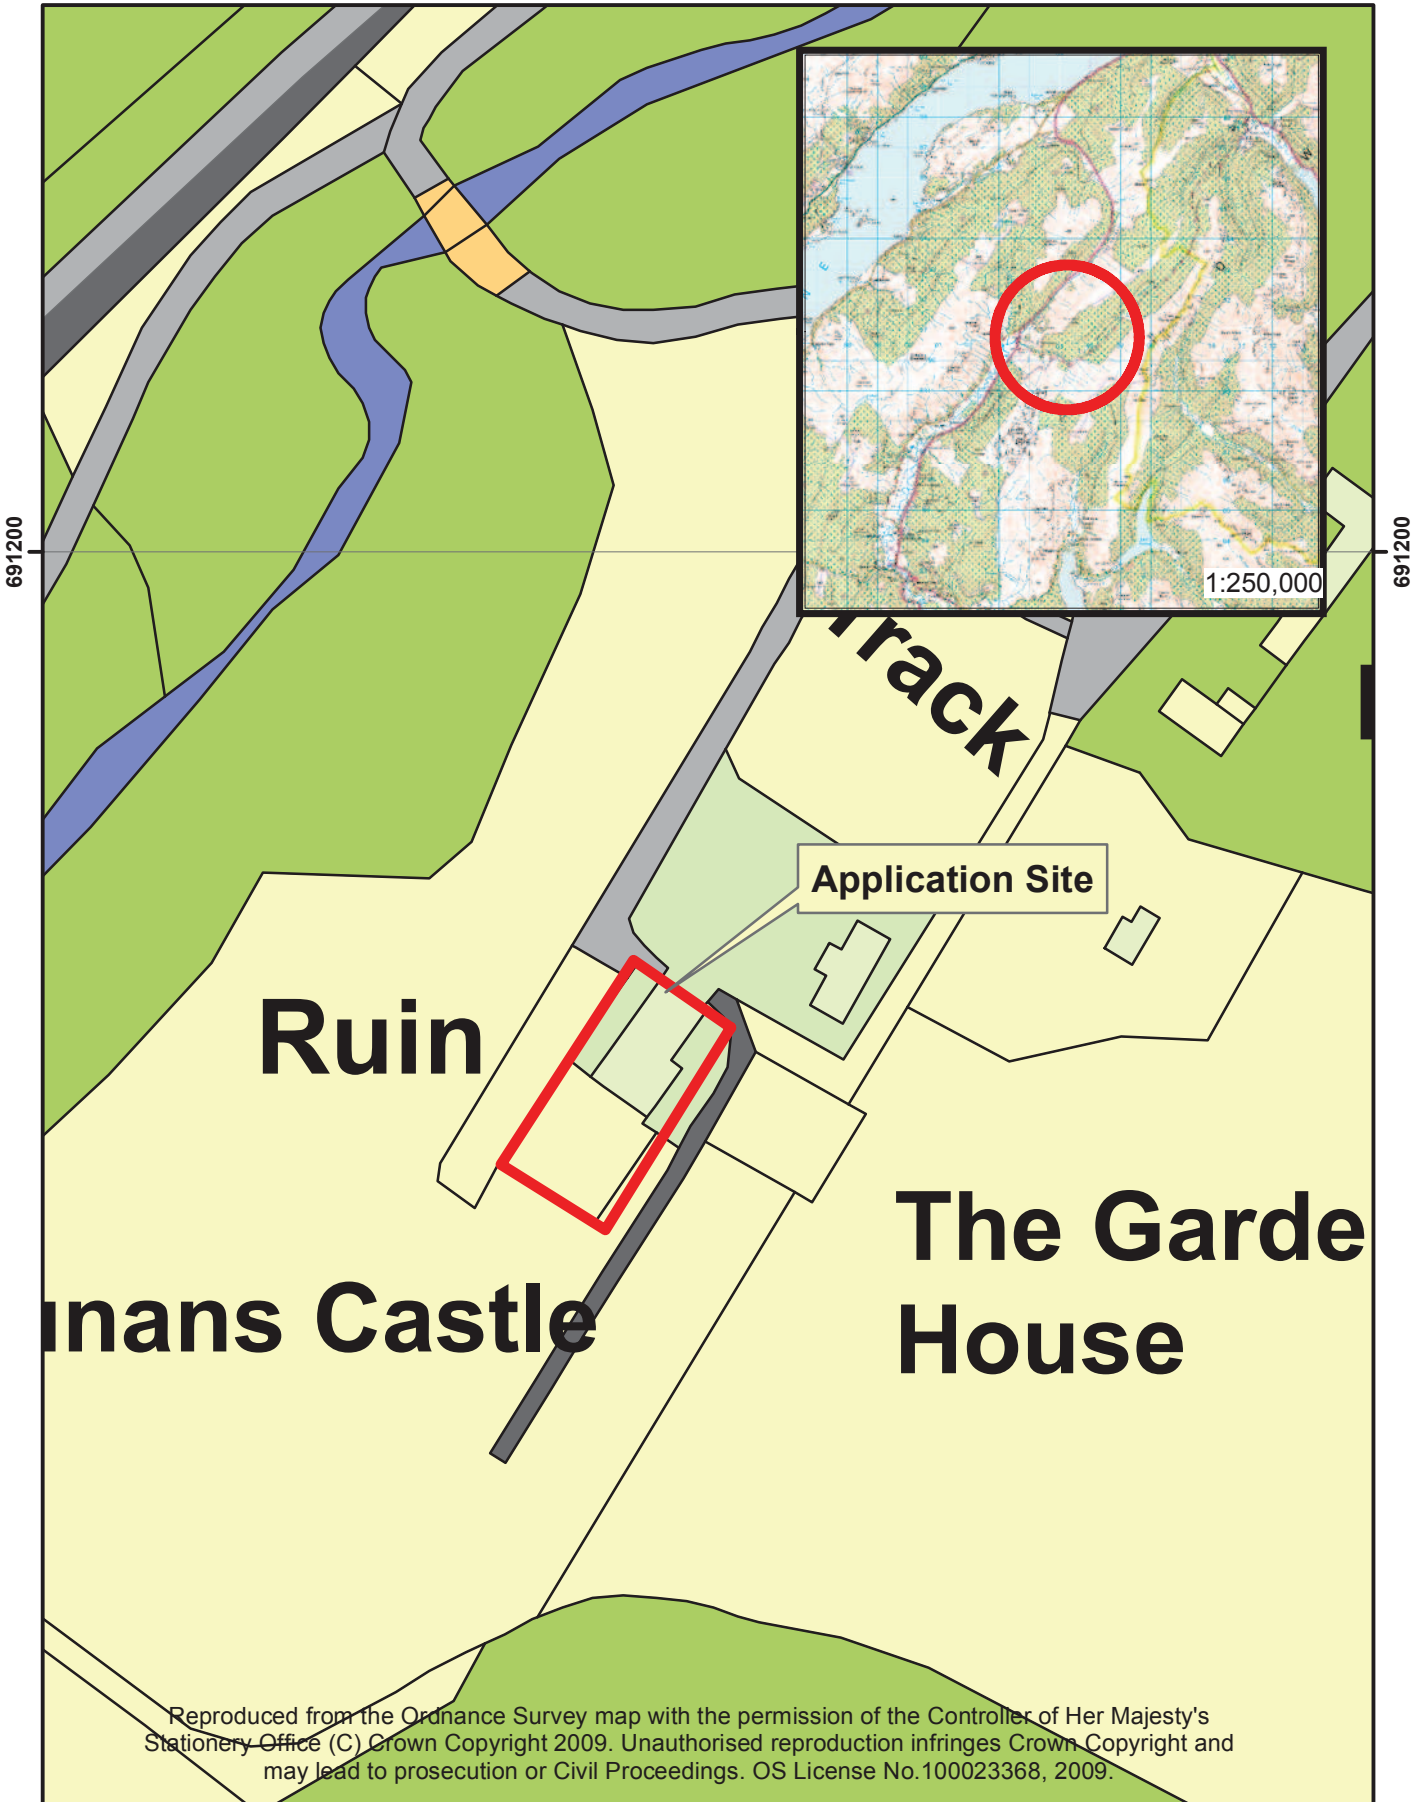 1:250,000
691200
691200
Track
Application Site
Ruin
The Garde
House
unans Castle
Reproduced from the Ordnance Survey map with the permission of the Controller of Her Majesty's
Stationery Office (C) Crown Copyright 2009. Unauthorised reproduction infringes Crown Copyright and
may lead to prosecution or Civil Proceedings. OS License No.100023368, 2009.